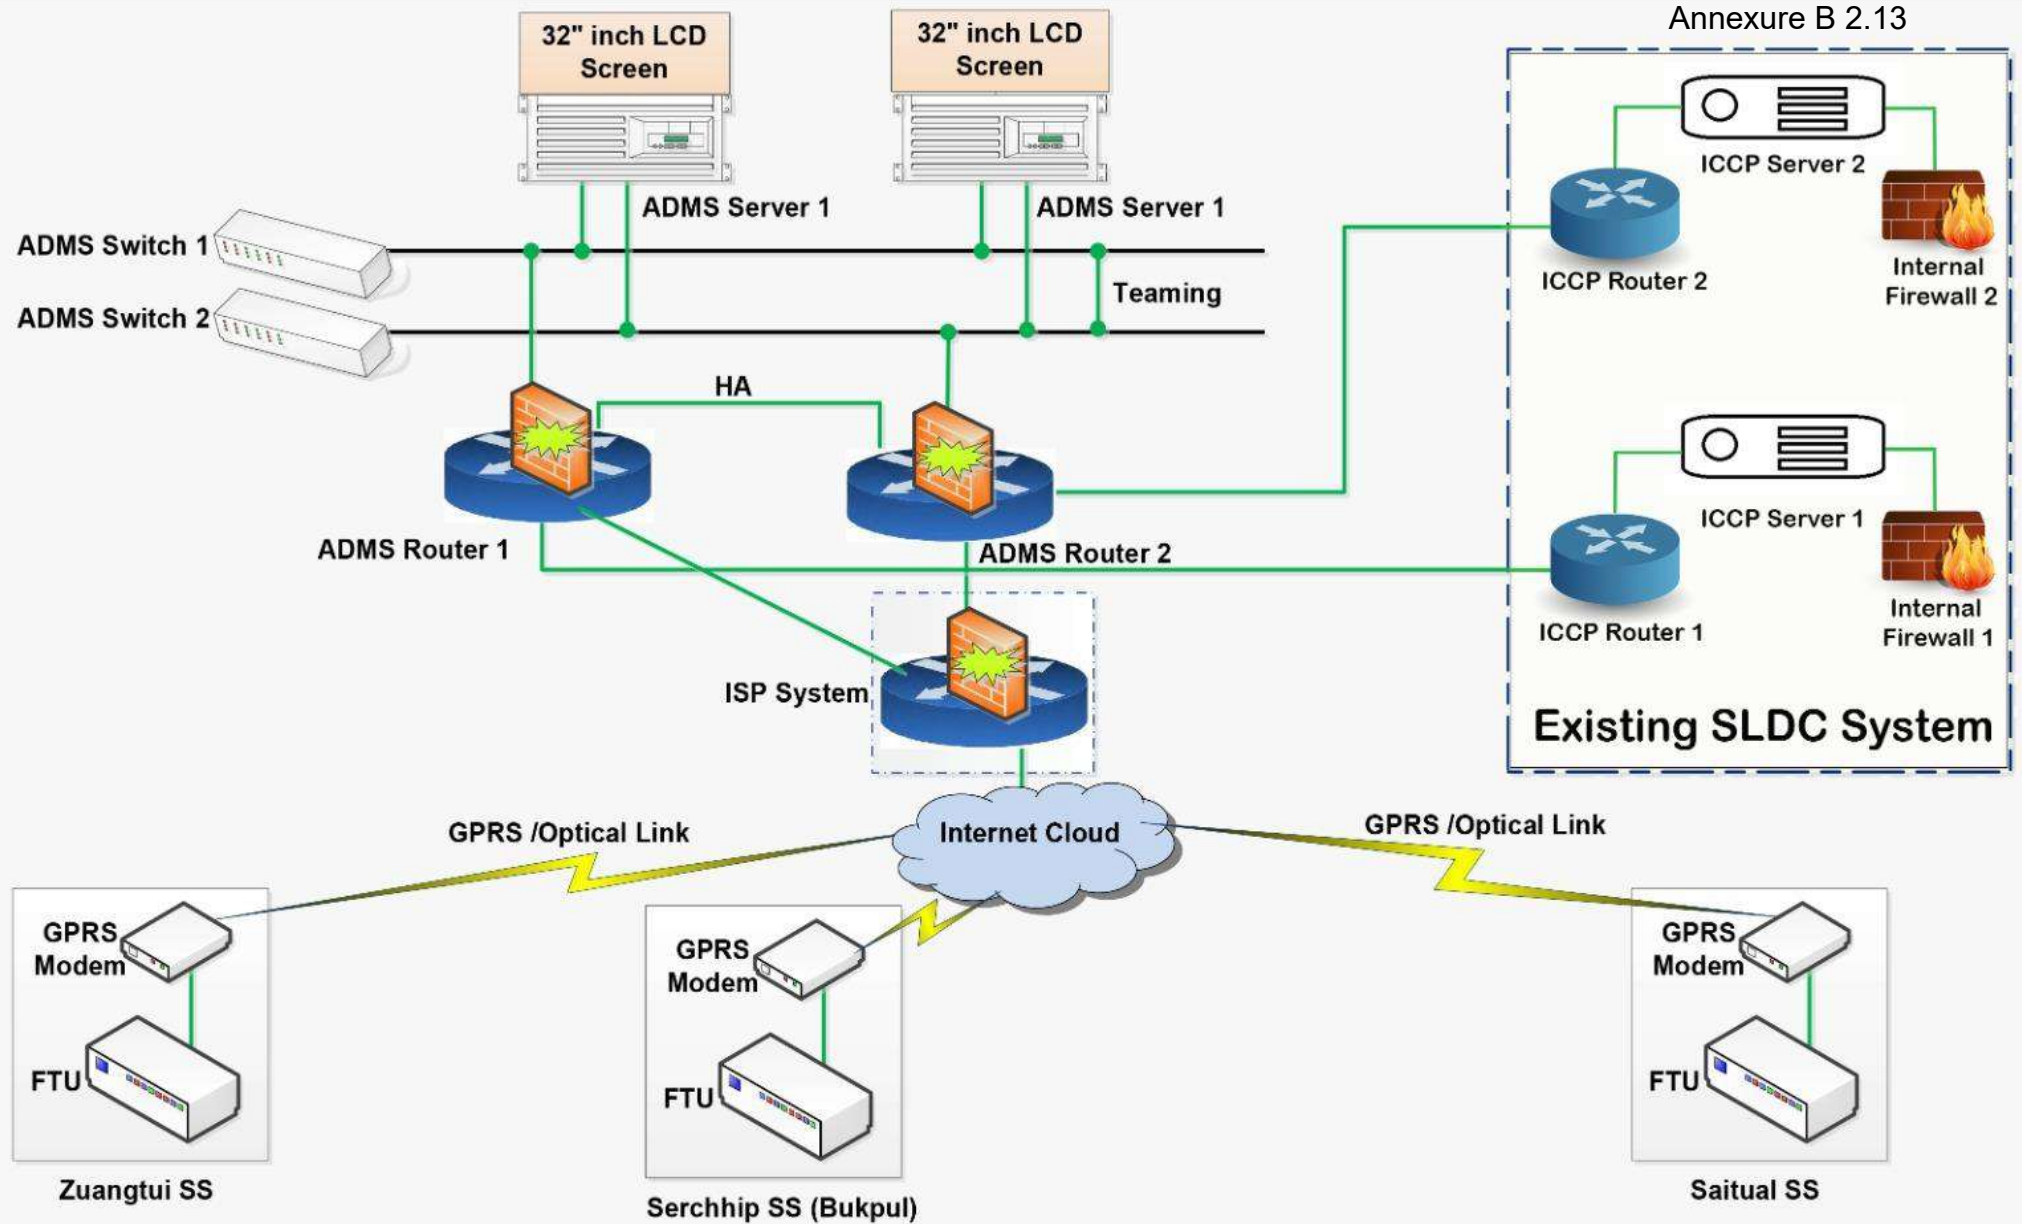 Annexure B 2.13
32" inch LCD
Screen
32" inch LCD
Screen
ICCP Server 2
ADMS Server 1
ADMS Server 1
ADMS Switch 1
ICCP Router 2
Internal
Firewall 2
Teaming
ADMS Switch 2
HA
ICCP Server 1
ADMS Router 1
ADMS Router 2
Internal
Firewall 1
ICCP Router 1
ISP System
Existing SLDC System
GPRS /Optical Link
Internet Cloud
GPRS /Optical Link
GPRS
Modem
GPRS
Modem
GPRS
Modem
FTU
FTU
FTU
Zuangtui SS
Serchhip SS (Bukpul)
Saitual SS